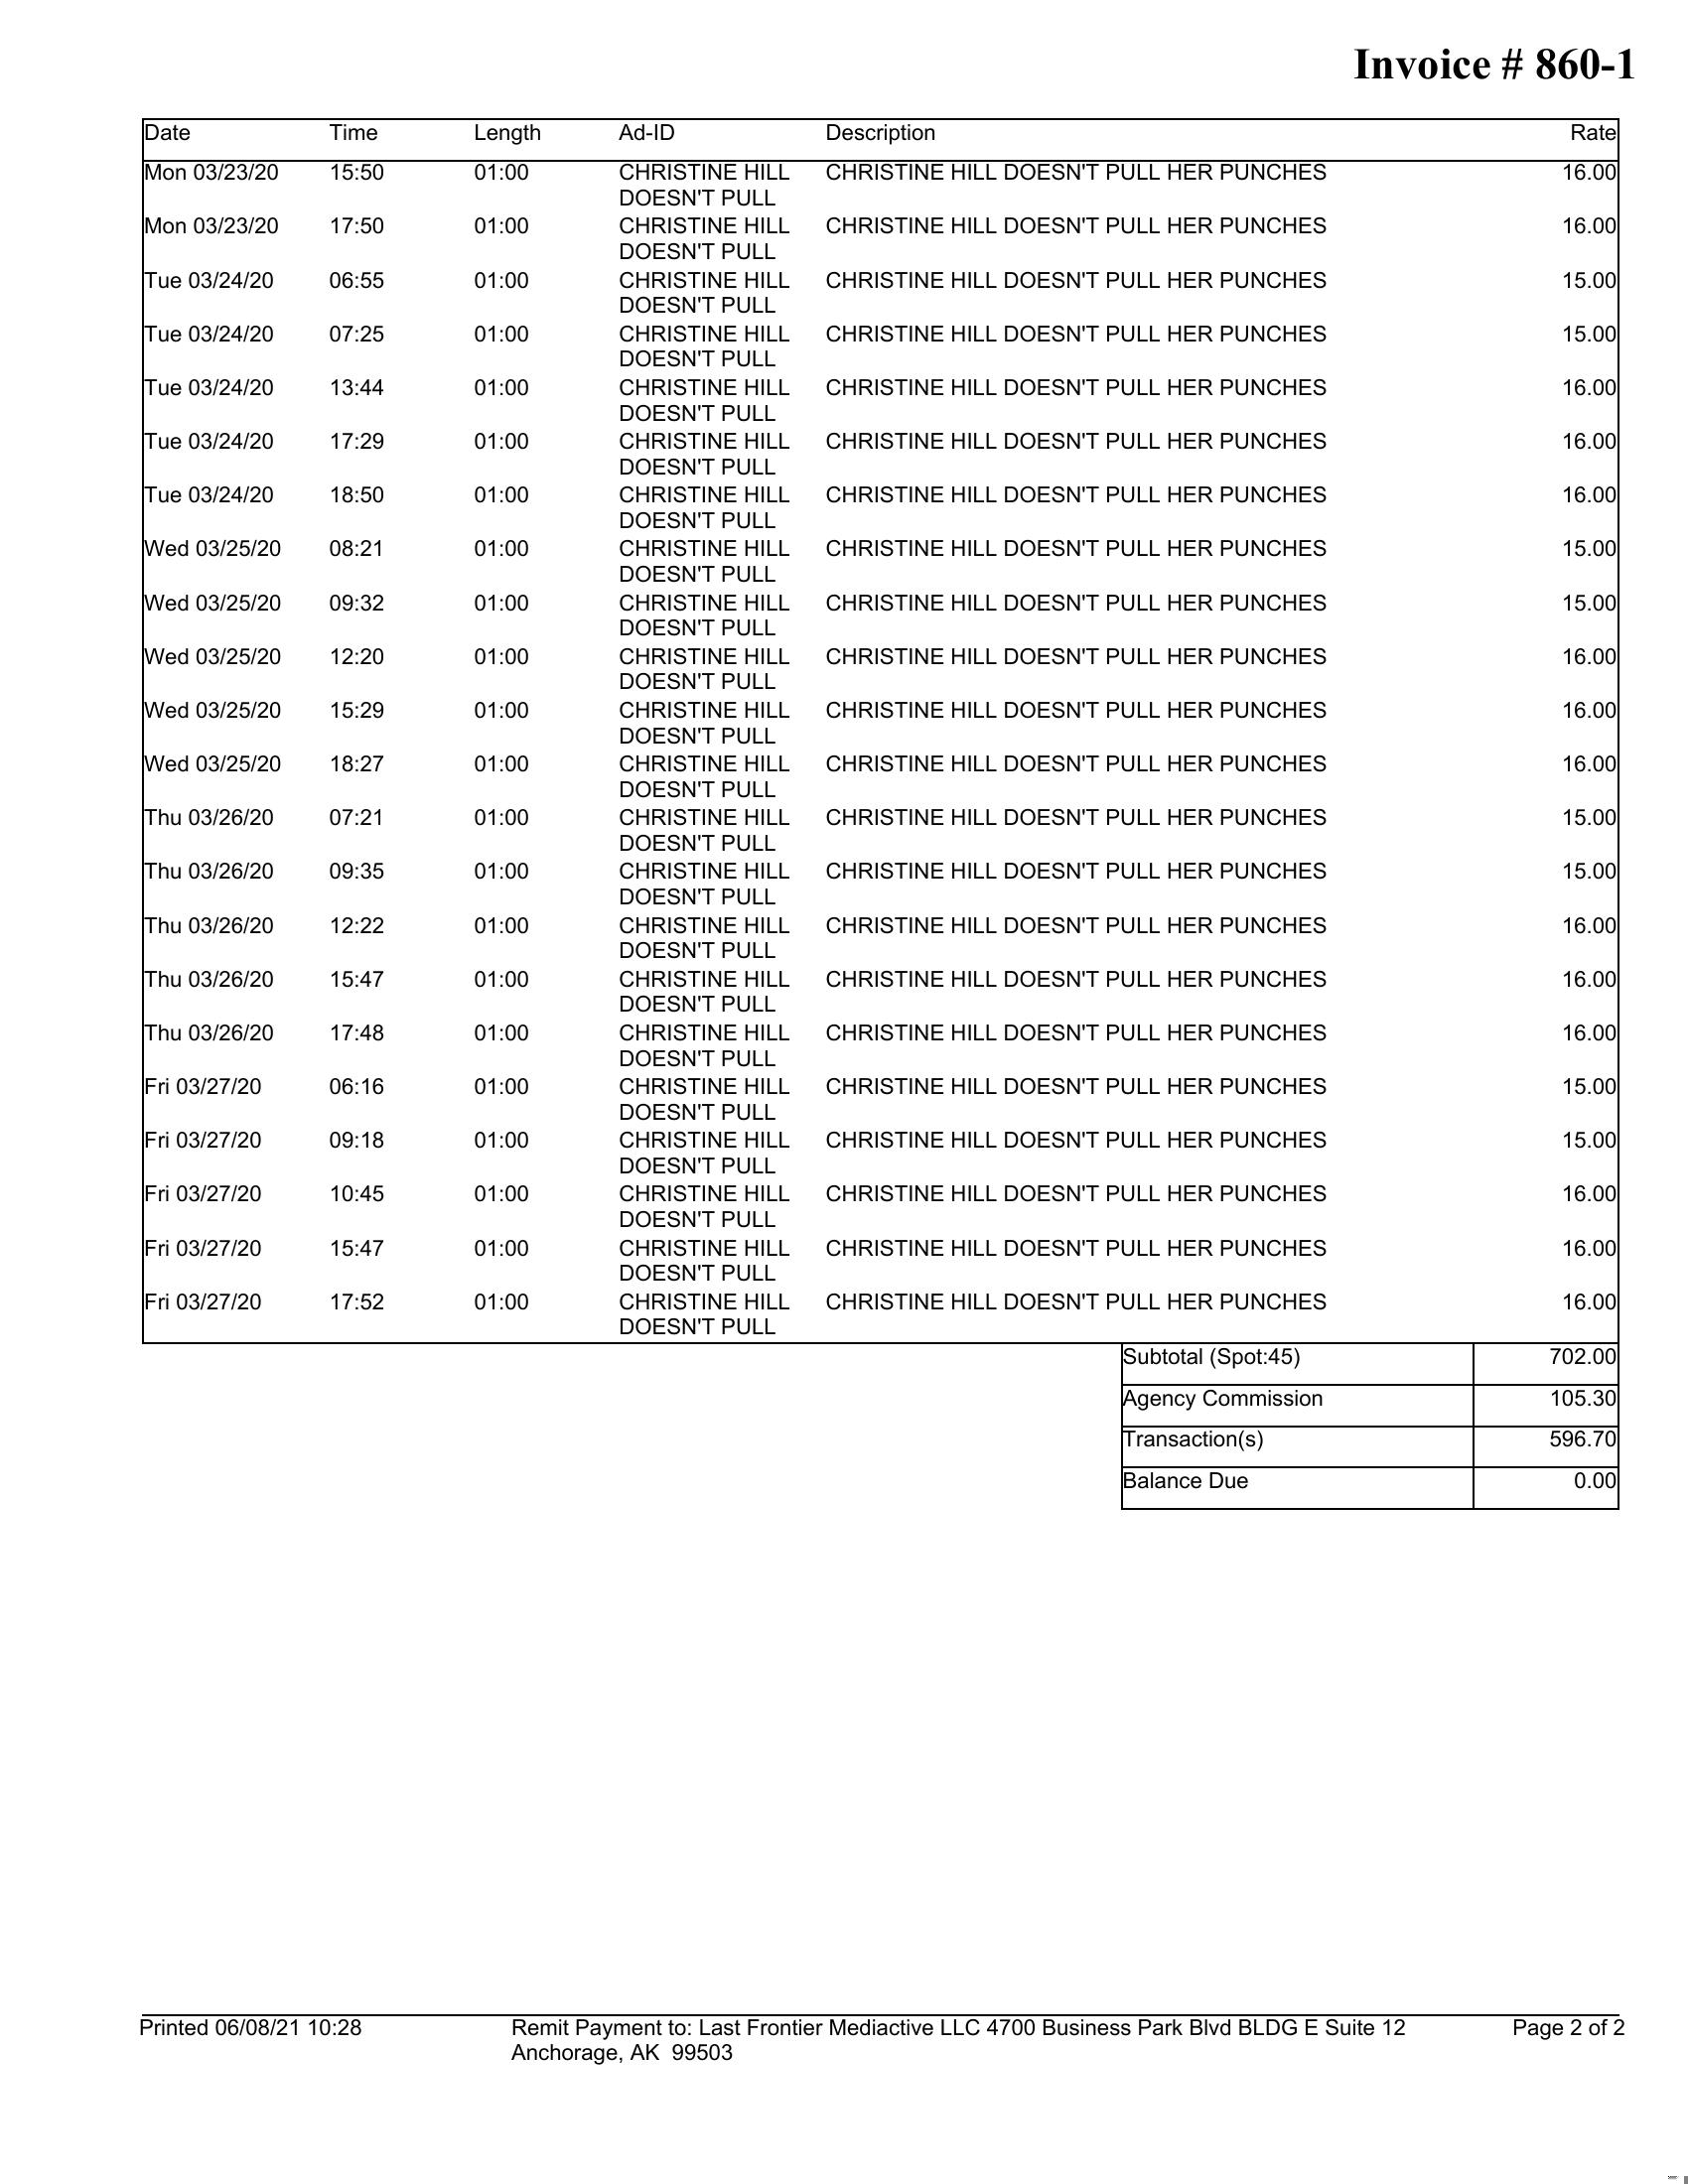 Invoice # 860-1
Date Time Length Ad-ID Description Rate
Mon 03/23/20 15:50 01:00 CHRISTINE HILL CHRISTINE HILL DOESN'T PULL HER PUNCHES 16.00
DOESN'T PULL
Mon 03/23/20 17:50 01:00 CHRISTINE HILL CHRISTINE HILL DOESN'T PULL HER PUNCHES 16.00
DOESN'T PULL
Tue 03/24/20 06:55 01:00 CHRISTINE HILL CHRISTINE HILL DOESN'T PULL HER PUNCHES 15.00
DOESN'T PULL
Tue 03/24/20 07:25 01:00 CHRISTINE HILL CHRISTINE HILL DOESN'T PULL HER PUNCHES 15.00
DOESN'T PULL
Tue 03/24/20 13:44 01:00 CHRISTINE HILL CHRISTINE HILL DOESN'T PULL HER PUNCHES 16.00
DOESN'T PULL
Tue 03/24/20 17:29 01:00 CHRISTINE HILL CHRISTINE HILL DOESN'T PULL HER PUNCHES 16.00
DOESN'T PULL
Tue 03/24/20 18:50 01:00 CHRISTINE HILL CHRISTINE HILL DOESN'T PULL HER PUNCHES 16.00
DOESN'T PULL
Wed 03/25/20 08:21 01:00 CHRISTINE HILL CHRISTINE HILL DOESN'T PULL HER PUNCHES 15.00
DOESN'T PULL
Wed 03/25/20 09:32 01:00 CHRISTINE HILL CHRISTINE HILL DOESN'T PULL HER PUNCHES 15.00
DOESN'T PULL
Wed 03/25/20 12:20 01:00 CHRISTINE HILL CHRISTINE HILL DOESN'T PULL HER PUNCHES 16.00
DOESN'T PULL
Wed 03/25/20 15:29 01:00 CHRISTINE HILL CHRISTINE HILL DOESN'T PULL HER PUNCHES 16.00
DOESN'T PULL
Wed 03/25/20 18:27 01:00 CHRISTINE HILL CHRISTINE HILL DOESN'T PULL HER PUNCHES 16.00
DOESN'T PULL
Thu 03/26/20 07:21 01:00 CHRISTINE HILL CHRISTINE HILL DOESN'T PULL HER PUNCHES 15.00
DOESN'T PULL
Thu 03/26/20 09:35 01:00 CHRISTINE HILL CHRISTINE HILL DOESN'T PULL HER PUNCHES 15.00
DOESN'T PULL
Thu 03/26/20 12:22 01:00 CHRISTINE HILL CHRISTINE HILL DOESN'T PULL HER PUNCHES 16.00
DOESN'T PULL
Thu 03/26/20 15:47 01:00 CHRISTINE HILL CHRISTINE HILL DOESN'T PULL HER PUNCHES 16.00
DOESN'T PULL
Thu 03/26/20 17:48 01:00 CHRISTINE HILL CHRISTINE HILL DOESN'T PULL HER PUNCHES 16.00
DOESN'T PULL
Fri 03/27/20 06:16 01:00 CHRISTINE HILL CHRISTINE HILL DOESN'T PULL HER PUNCHES 15.00
DOESN'T PULL
Fri 03/27/20 09:18 01:00 CHRISTINE HILL CHRISTINE HILL DOESN'T PULL HER PUNCHES 15.00
DOESN'T PULL
Fri 03/27/20 10:45 01:00 CHRISTINE HILL CHRISTINE HILL DOESN'T PULL HER PUNCHES 16.00
DOESN'T PULL
Fri 03/27/20 15:47 01:00 CHRISTINE HILL CHRISTINE HILL DOESN'T PULL HER PUNCHES 16.00
DOESN'T PULL
Fri 03/27/20 17:52 01:00 CHRISTINE HILL CHRISTINE HILL DOESN'T PULL HER PUNCHES 16.00
DOESN'T PULL
Subtotal (Spot:45) 702.00
Agency Commission 105.30
Transaction(s) 596.70
Balance Due 0.00
Printed 06/08/21 10:28 Remit Payment to: Last Frontier Mediactive LLC 4700 Business Park Blvd BLDG E Suite 12 Page 2 of 2
Anchorage, AK 99503